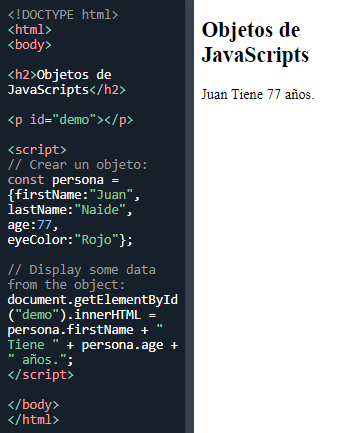 <!DOCTYPE html>
<html>
<body>
<h2>Objetos de
JavaScripts</h2>
<p id="demo"></p>
<script>
// Crear un objeto:
const persona =
{firstName:"Juan",
lastName:"Naide",
age:77,
eyeColor:"Rojo"};
// Display some data
from the object:
document.getElementById
("demo").innerHTML =
persona.firstName + "
Tiene " + persona.age +
" años.";
</script>
</body>
</html>
Objetos de
JavaScripts
Juan Tiene 77 años.